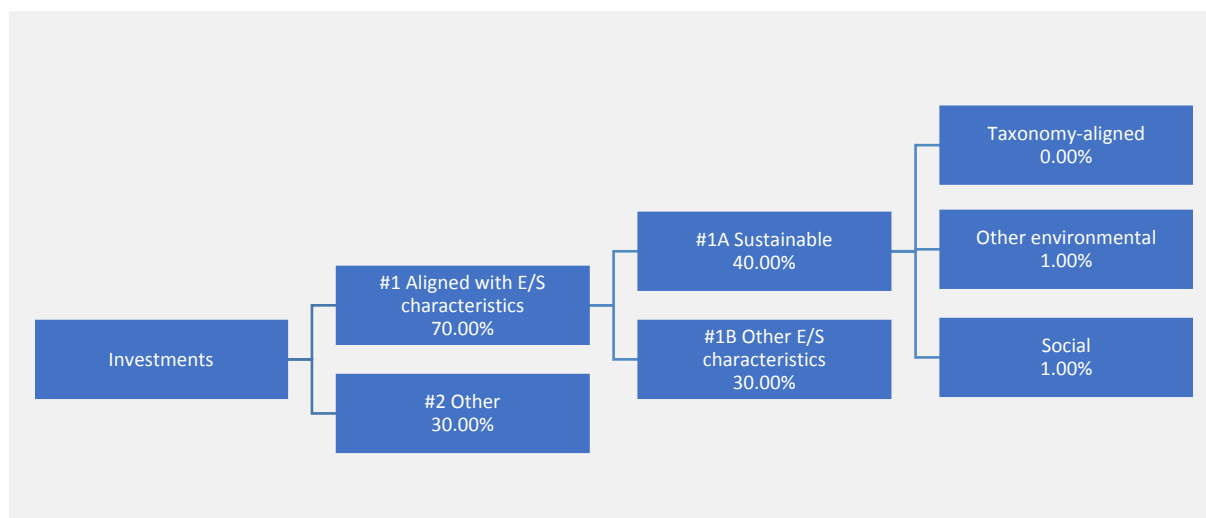 Investments
#1 Aligned with E/S
characteristics
70.00%
#2 Other
30.00%
#1A Sustainable
40.00%
#1B Other E/S
characteristics
30.00%
Taxonomy-aligned
0.00%
Other environmental
1.00%
Social
1.00%